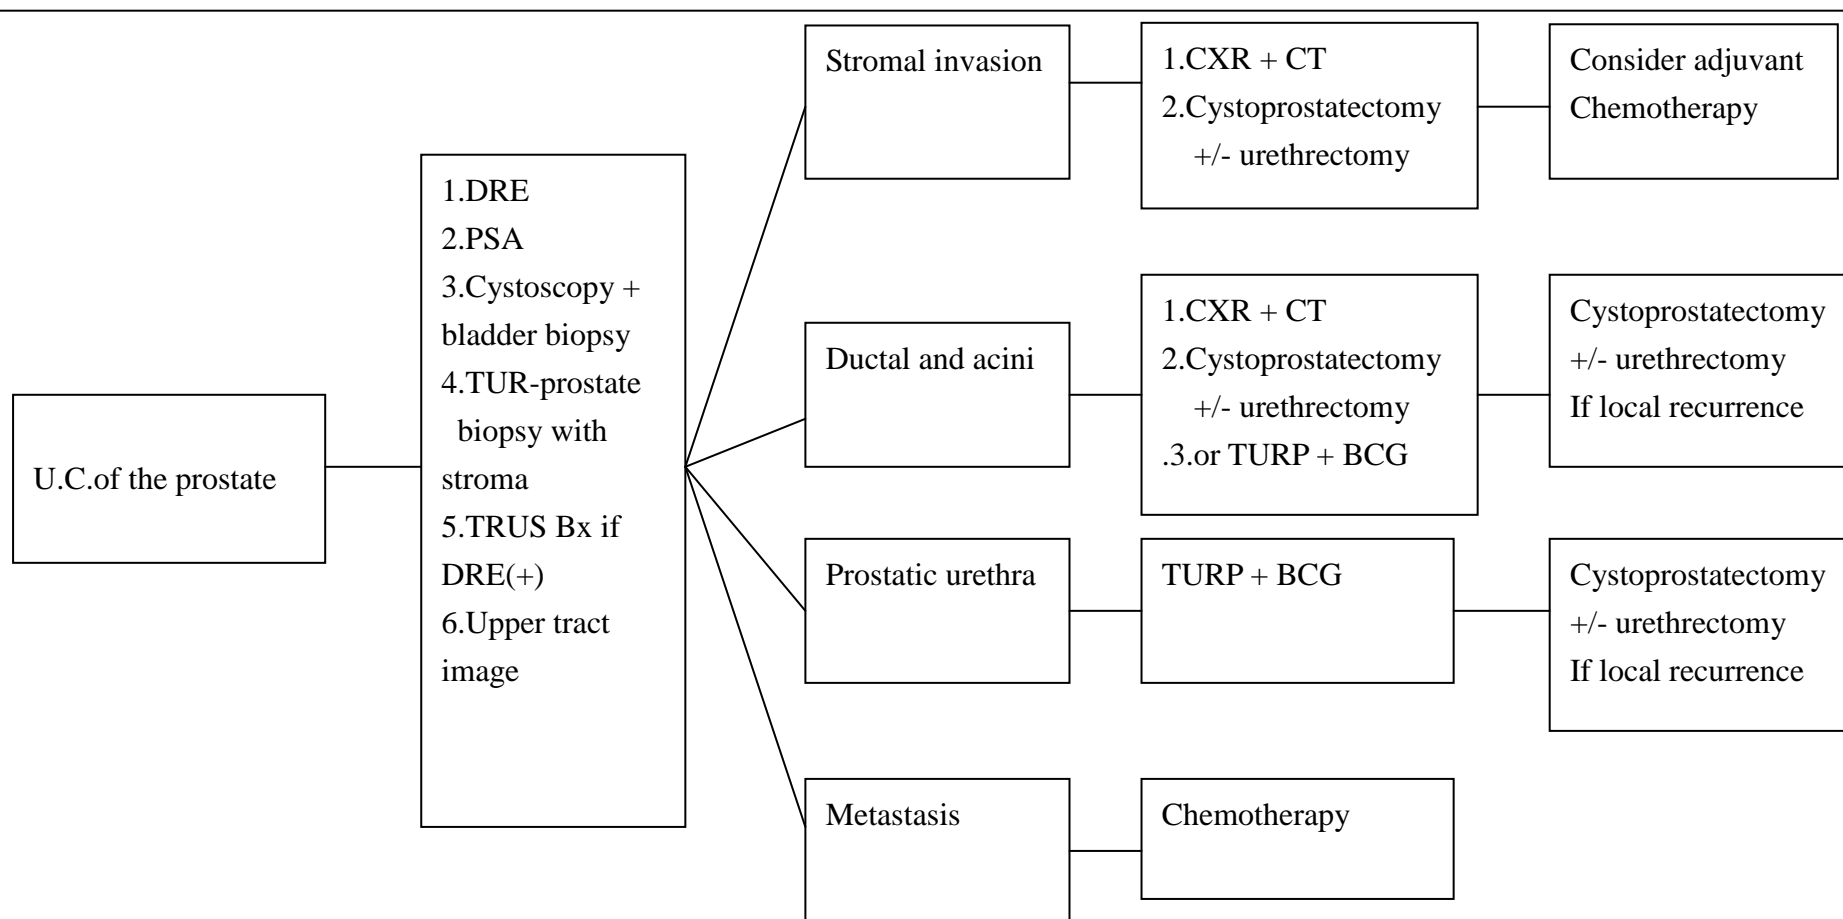 U.C.of the prostate
1.DRE
2.PSA
3.Cystoscopy +
bladder biopsy
4.TUR-prostate
biopsy with
stroma
5.TRUS Bx if
DRE(+)
6.Upper tract
image
Stromal invasion
1.CXR + CT
2.Cystoprostatectomy
+/- urethrectomy
Consider adjuvant
Chemotherapy
Ductal and acini
1.CXR + CT
2.Cystoprostatectomy
+/- urethrectomy
.3.or TURP + BCG
Cystoprostatectomy
+/- urethrectomy
If local recurrence
Prostatic urethra
TURP + BCG
Cystoprostatectomy
+/- urethrectomy
If local recurrence
Metastasis
Chemotherapy